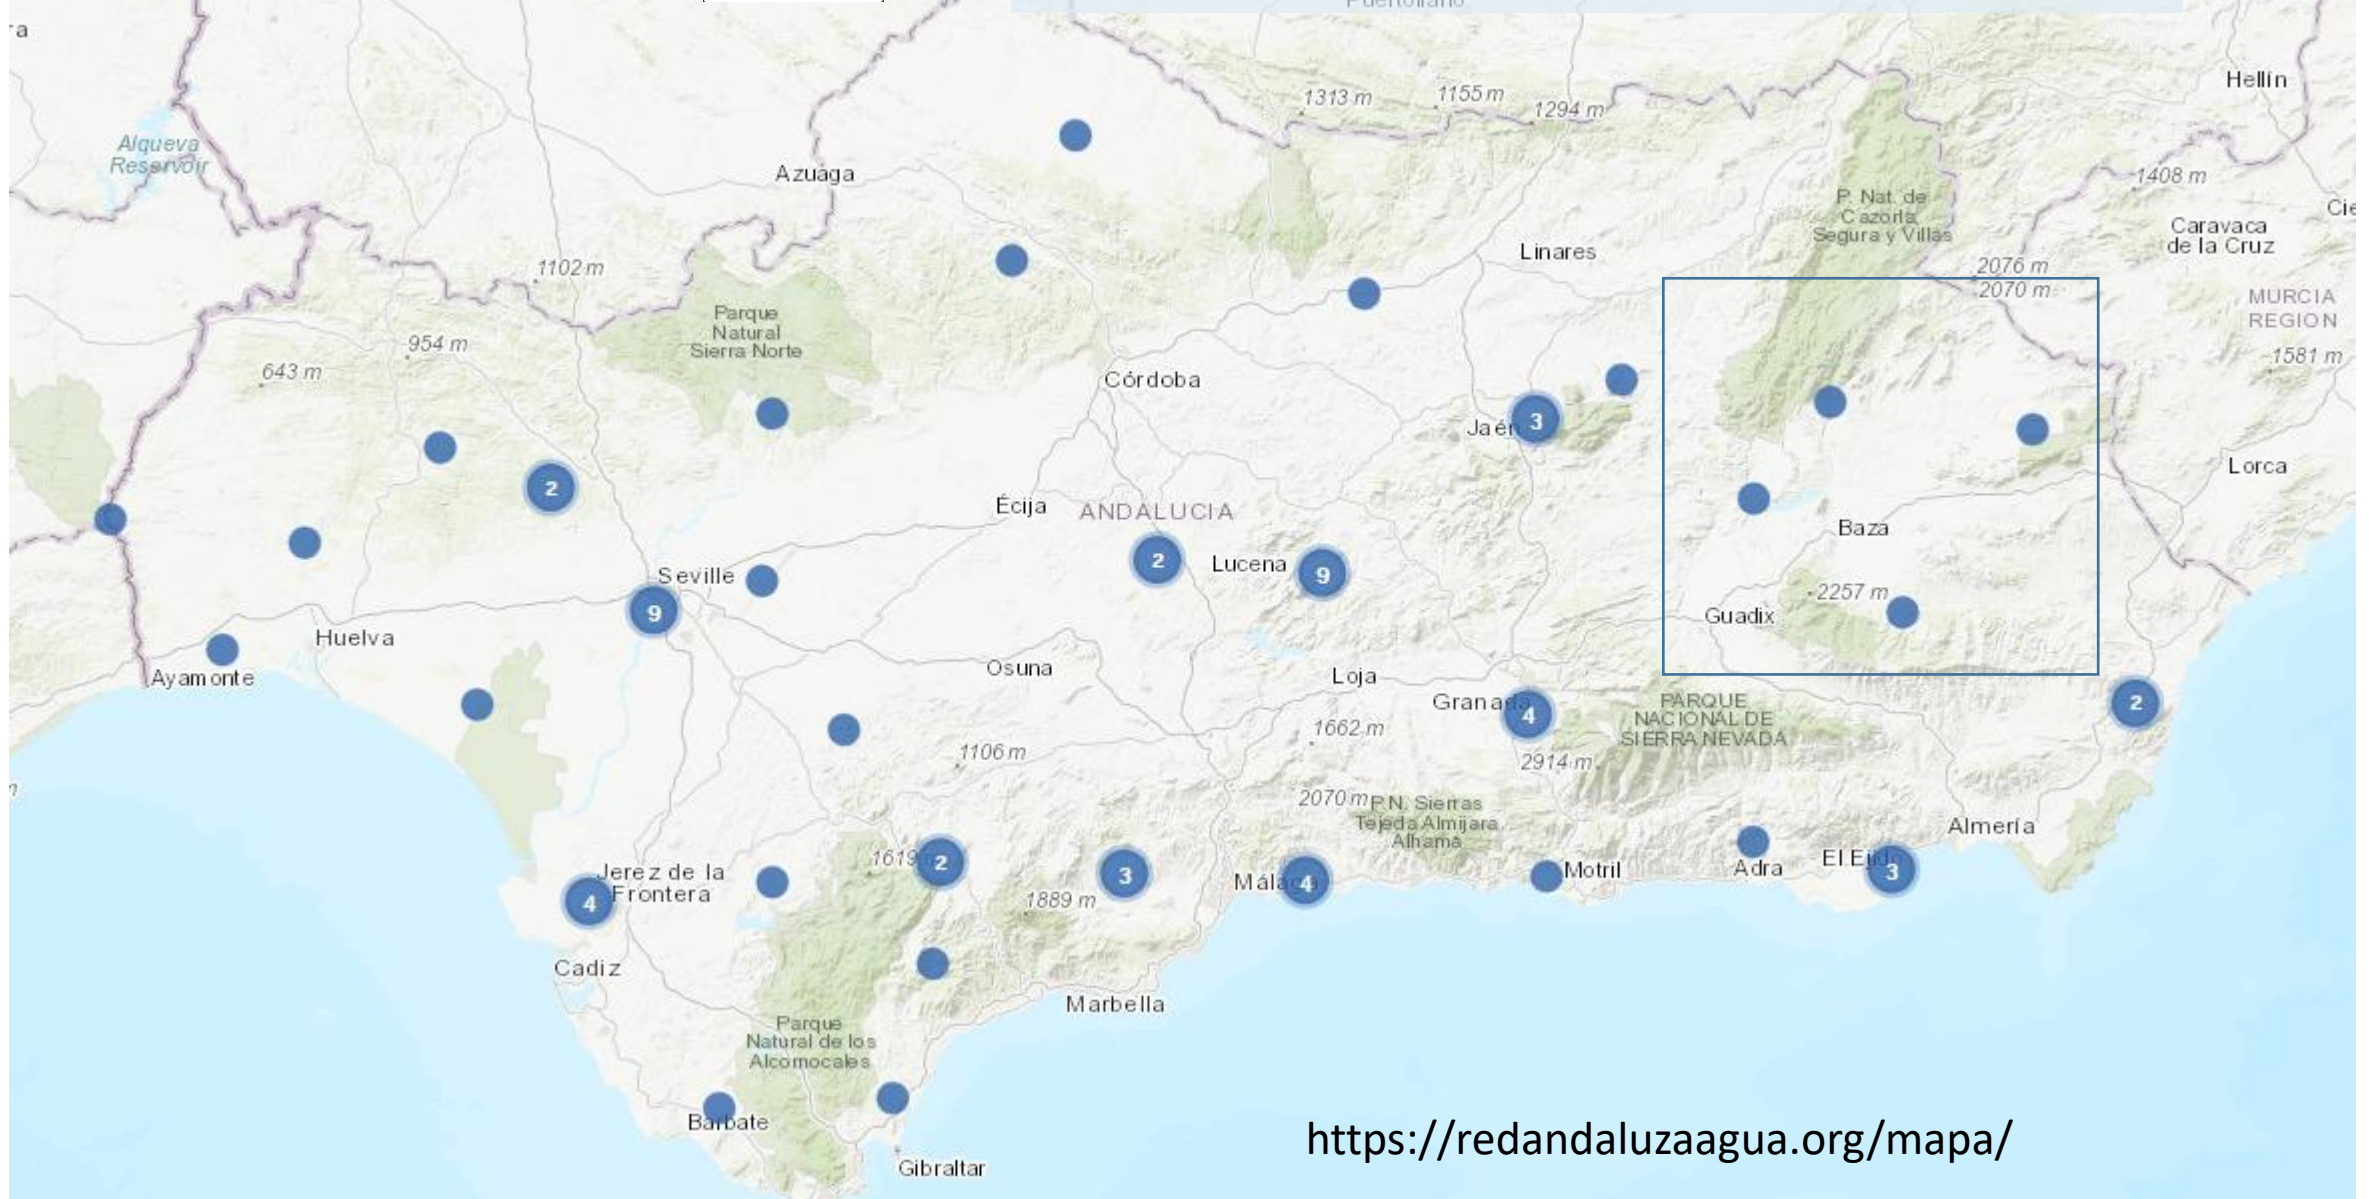 Puertollano
Hellín
1313 m
1155 m
1294 m
Alqueva
Reservoir
Azuaga
1408 m
P. Nat. de
Cazorla,
Segura y Villas
Caravaca
de la Cruz
Linares
1102 m
2076 m
2070 m
MURCIA
REGION
Parque
Natural
Sierra Norte
954 m
643 m
1581 m
Córdoba
3
Jaén
Lorca
2
Écija
ANDALUCIA
Baza
2
Lucena
9
Seville
2257 m
9
Guadix
Huelva
Osuna
Loja
Ayamonte
Granada
4
PARQUE
NACIONAL DE
SIERRA NEVADA
2
1662 m
1106 m
2914 m
2070 m
P.N. Sierras
Tejeda Almijara
Alhama
Almería
1619 m
2
3
Málaga
4
Motril
Adra
El Ejido
3
Jerez de la
Frontera
4
1889 m
Cadiz
Marbella
Parque
Natural de los
Alcornocales
Barbate
https://redandaluzaagua.org/mapa/
Gibraltar